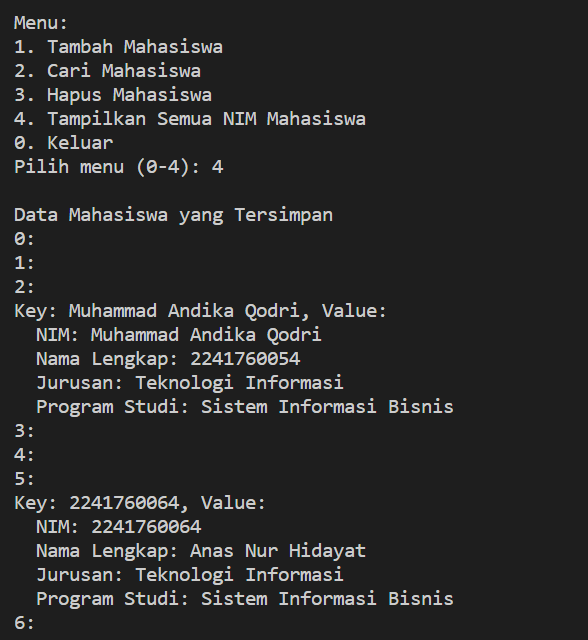 Menu:
1. Tambah Mahasiswa
2. Cari Mahasiswa
3. Hapus Mahasiswa
4. Tampilkan Semua NIM Mahasiswa
0. Keluar
Pilih menu (0-4): 4

Data Mahasiswa yang Tersimpan
0:
1:
2:
Key: Muhammad Andika Qodri, Value:
  NIM: Muhammad Andika Qodri
  Nama Lengkap: 2241760054
  Jurusan: Teknologi Informasi
  Program Studi: Sistem Informasi Bisnis
3:
4:
5:
Key: 2241760064, Value:
  NIM: 2241760064
  Nama Lengkap: Anas Nur Hidayat
  Jurusan: Teknologi Informasi
  Program Studi: Sistem Informasi Bisnis
6: